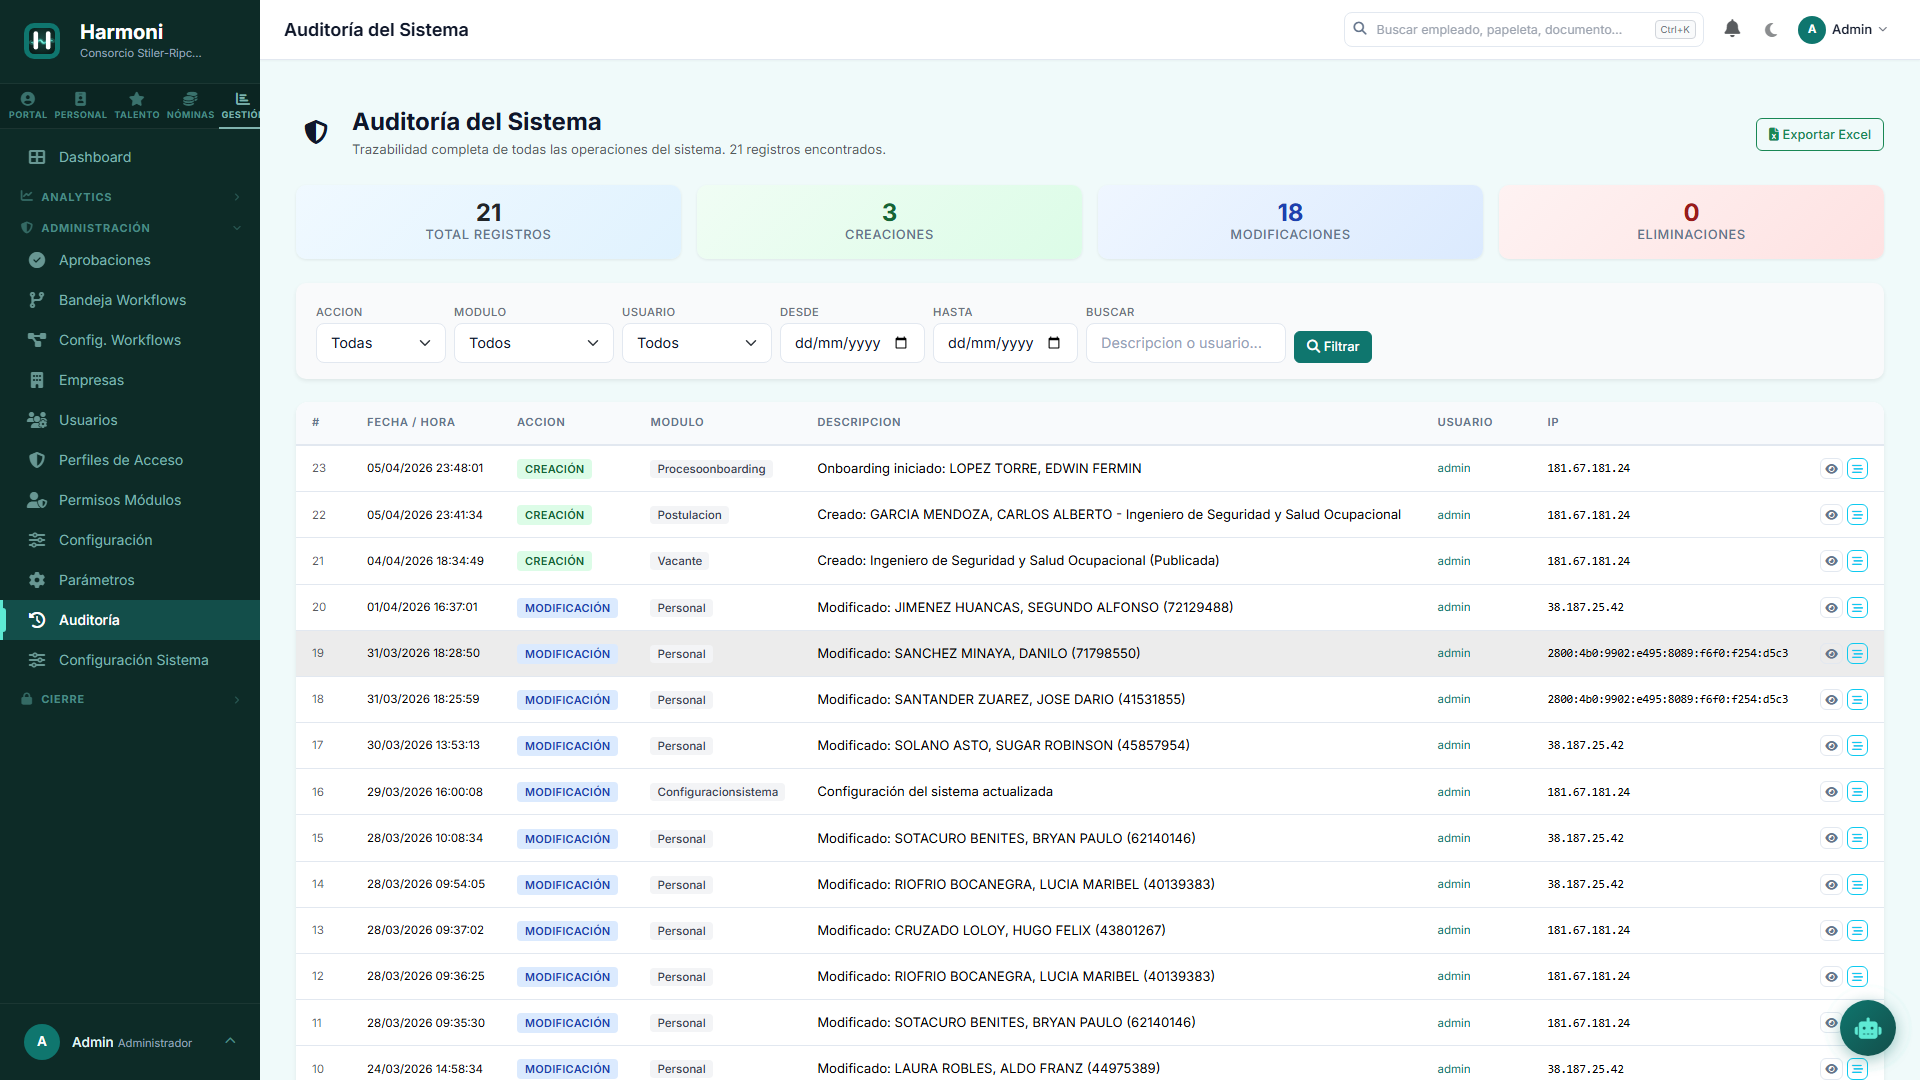 Harmoni
Consorcio Stiler-Ripc...
PORTAL PERSONAL TALENTO NÓMINAS GESTIÓN
Dashboard
ANALYTICS
ADMINISTRACIÓN
Aprobaciones
Bandeja Workflows
Config. Workflows
Empresas
Usuarios
Perfiles de Acceso
Permisos Módulos
Configuración
Parámetros
Auditoría
Configuración Sistema
CIERRE
A Admin Administrador
Auditoría del Sistema
Buscar empleado, papeleta, documento... Ctrl+K
A Admin
Auditoría del Sistema
Trazabilidad completa de todas las operaciones del sistema. 21 registros encontrados.
Exportar Excel
21
TOTAL REGISTROS
3
CREACIONES
18
MODIFICACIONES
0
ELIMINACIONES
ACCION MODULO USUARIO DESDE HASTA BUSCAR
Todas Todos Todos dd/mm/yyyy dd/mm/yyyy Descripcion o usuario... Filtrar
# FECHA / HORA ACCION MODULO DESCRIPCION USUARIO IP
23 05/04/2026 23:48:01 CREACIÓN Procesoonboarding Onboarding iniciado: LOPEZ TORRE, EDWIN FERMIN admin 181.67.181.24
22 05/04/2026 23:41:34 CREACIÓN Postulacion Creado: GARCIA MENDOZA, CARLOS ALBERTO - Ingeniero de Seguridad y Salud Ocupacional admin 181.67.181.24
21 04/04/2026 18:34:49 CREACIÓN Vacante Creado: Ingeniero de Seguridad y Salud Ocupacional (Publicada) admin 181.67.181.24
20 01/04/2026 16:37:01 MODIFICACIÓN Personal Modificado: JIMENEZ HUANCAS, SEGUNDO ALFONSO (72129488) admin 38.187.25.42
19 31/03/2026 18:28:50 MODIFICACIÓN Personal Modificado: SANCHEZ MINAYA, DANILO (71798550) admin 2800:4b0:9902:e495:8089:f6f0:f254:d5c3
18 31/03/2026 18:25:59 MODIFICACIÓN Personal Modificado: SANTANDER ZUAREZ, JOSE DARIO (41531855) admin 2800:4b0:9902:e495:8089:f6f0:f254:d5c3
17 30/03/2026 13:53:13 MODIFICACIÓN Personal Modificado: SOLANO ASTO, SUGAR ROBINSON (45857954) admin 38.187.25.42
16 29/03/2026 16:00:08 MODIFICACIÓN Configuracionsistema Configuración del sistema actualizada admin 181.67.181.24
15 28/03/2026 10:08:34 MODIFICACIÓN Personal Modificado: SOTACURO BENITES, BRYAN PAULO (62140146) admin 38.187.25.42
14 28/03/2026 09:54:05 MODIFICACIÓN Personal Modificado: RIOFRIO BOCANEGRA, LUCIA MARIBEL (40139383) admin 38.187.25.42
13 28/03/2026 09:37:02 MODIFICACIÓN Personal Modificado: CRUZADO LOLOY, HUGO FELIX (43801267) admin 181.67.181.24
12 28/03/2026 09:36:25 MODIFICACIÓN Personal Modificado: RIOFRIO BOCANEGRA, LUCIA MARIBEL (40139383) admin 181.67.181.24
11 28/03/2026 09:35:30 MODIFICACIÓN Personal Modificado: SOTACURO BENITES, BRYAN PAULO (62140146) admin 181.67.181.24
10 24/03/2026 14:58:34 MODIFICACIÓN Personal Modificado: LAURA ROBLES, ALDO FRANZ (44975389) admin 38.187.25.42